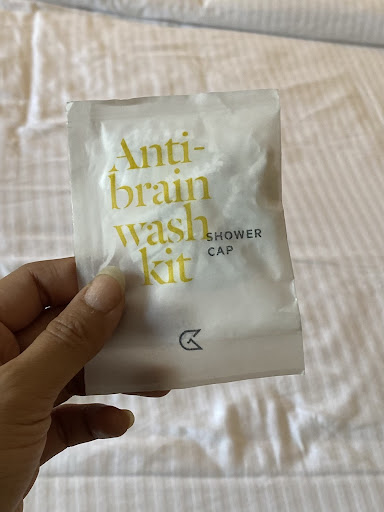 Anti-
brain
wash
kit
SHOWER
CAP